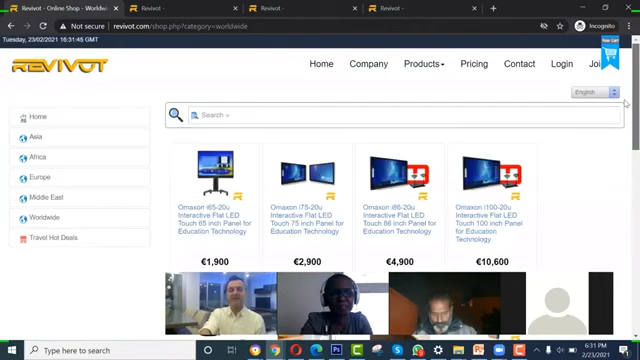 Revivot - Online Shop - Worldw
Revivot -
Revivot -
Revivot -
Not secure
revivot.com/shop.php?category=worldwide
Incognito
Tuesday, 23/02/2021 16:31:45 GMT
REVIVOT
Home
Company
Products
Pricing
Contact
Login
Join
View Cart
English
Search »
Home
Asia
Africa
Europe
Middle East
Worldwide
Travel Hot Deals
Omaxon i65-20u
Interactive Flat LED
Touch 65 inch Panel for
Education Technology
€1,900
Omaxon i75-20u
Interactive Flat LED
Touch 75 inch Panel for
Education Technology
€2,900
Omaxon i86-20u
Interactive Flat LED
Touch 86 inch Panel for
Education Technology
€4,900
Omaxon i100-20u
Interactive Flat LED
Touch 100 inch Panel for
Education Technology
€10,600
Type here to search
6:31 PM
2/23/2021